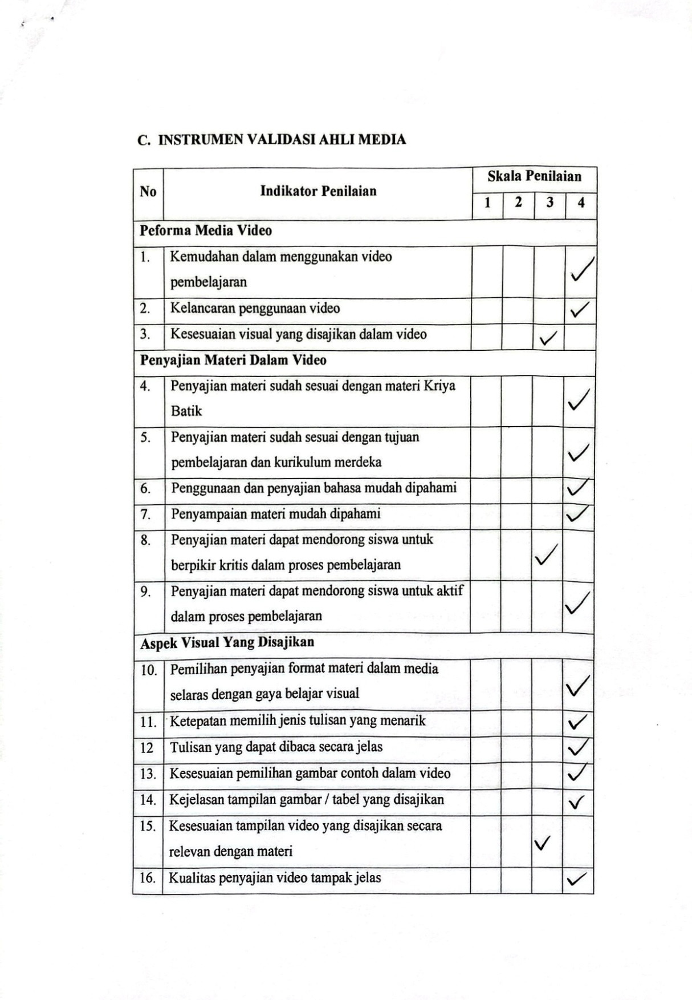 C. INSTRUMEN VALIDASI AHLI MEDIA
No Indikator Penilaian Skala Penilaian
1 2 3 4
Peforma Media Video
1. Kemudahan dalam menggunakan video
pembelajaran ✓
2. Kelancaran penggunaan video ✓
3. Kesesuaian visual yang disajikan dalam video ✓
Penyajian Materi Dalam Video
4. Penyajian materi sudah sesuai dengan materi Kriya
Batik ✓
5. Penyajian materi sudah sesuai dengan tujuan
pembelajaran dan kurikulum merdeka ✓
6. Penggunaan dan penyajian bahasa mudah dipahami ✓
7. Penyampaian materi mudah dipahami ✓
8. Penyajian materi dapat mendorong siswa untuk
berpikir kritis dalam proses pembelajaran ✓
9. Penyajian materi dapat mendorong siswa untuk aktif
dalam proses pembelajaran ✓
Aspek Visual Yang Disajikan
10. Pemilihan penyajian format materi dalam media
selaras dengan gaya belajar visual ✓
11. Ketepatan memilih jenis tulisan yang menarik ✓
12 Tulisan yang dapat dibaca secara jelas ✓
13. Kesesuaian pemilihan gambar contoh dalam video ✓
14. Kejelasan tampilan gambar / tabel yang disajikan ✓
15. Kesesuaian tampilan video yang disajikan secara
relevan dengan materi ✓
16. Kualitas penyajian video tampak jelas ✓